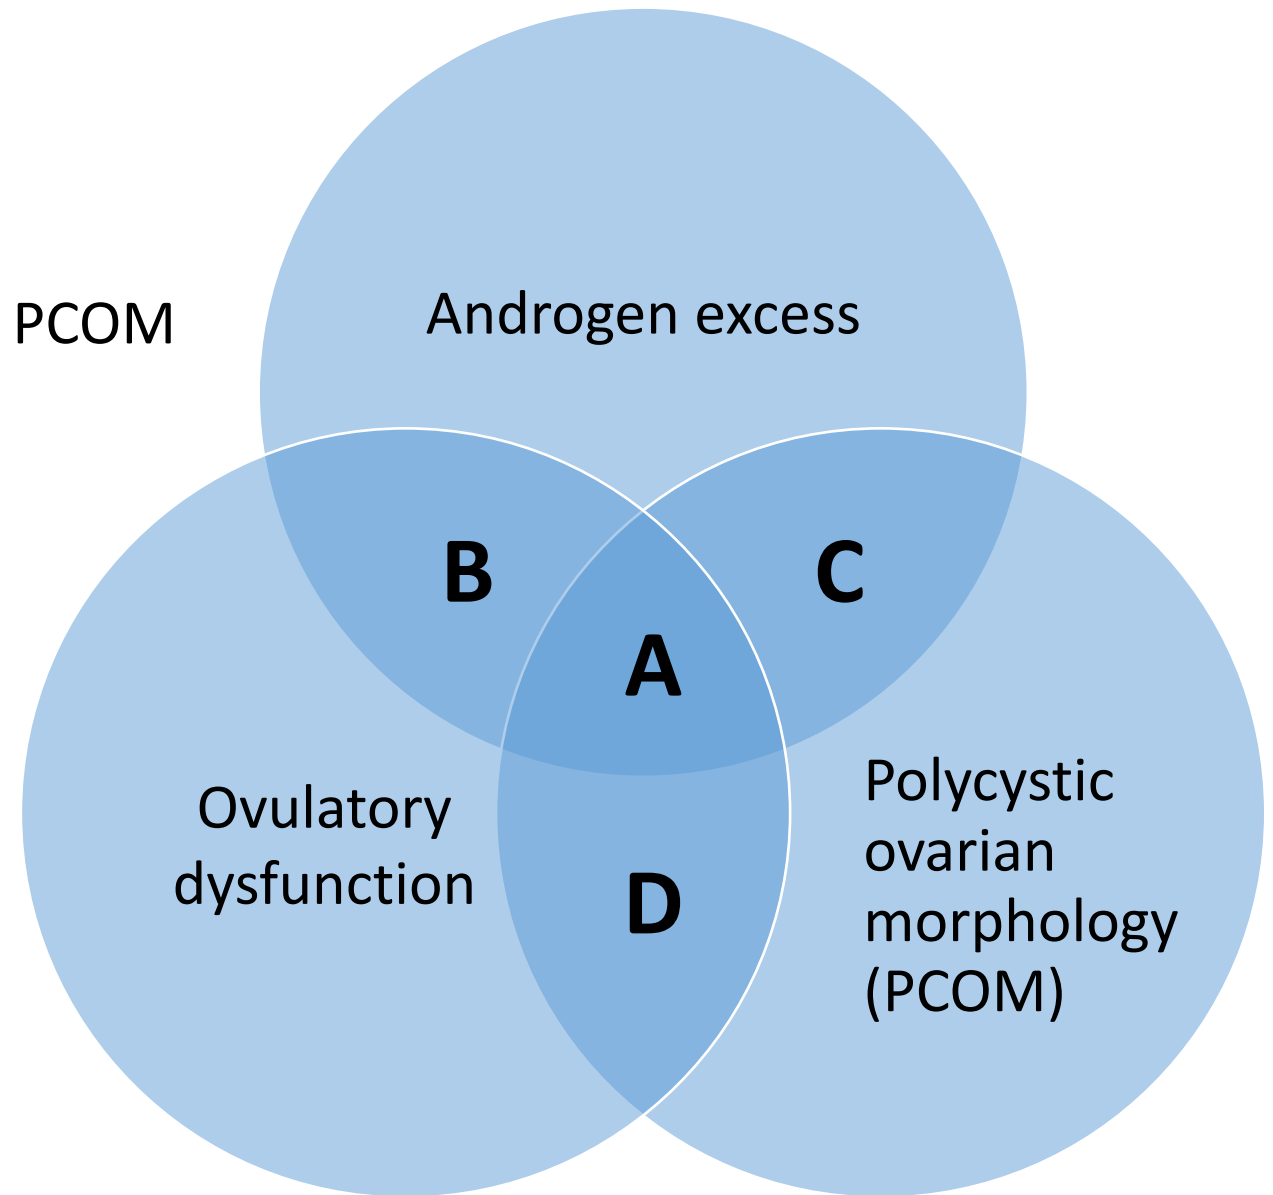 Androgen excess
PCOM
B
C
A
Ovulatory
dysfunction
Polycystic
ovarian
morphology
(PCOM)
D